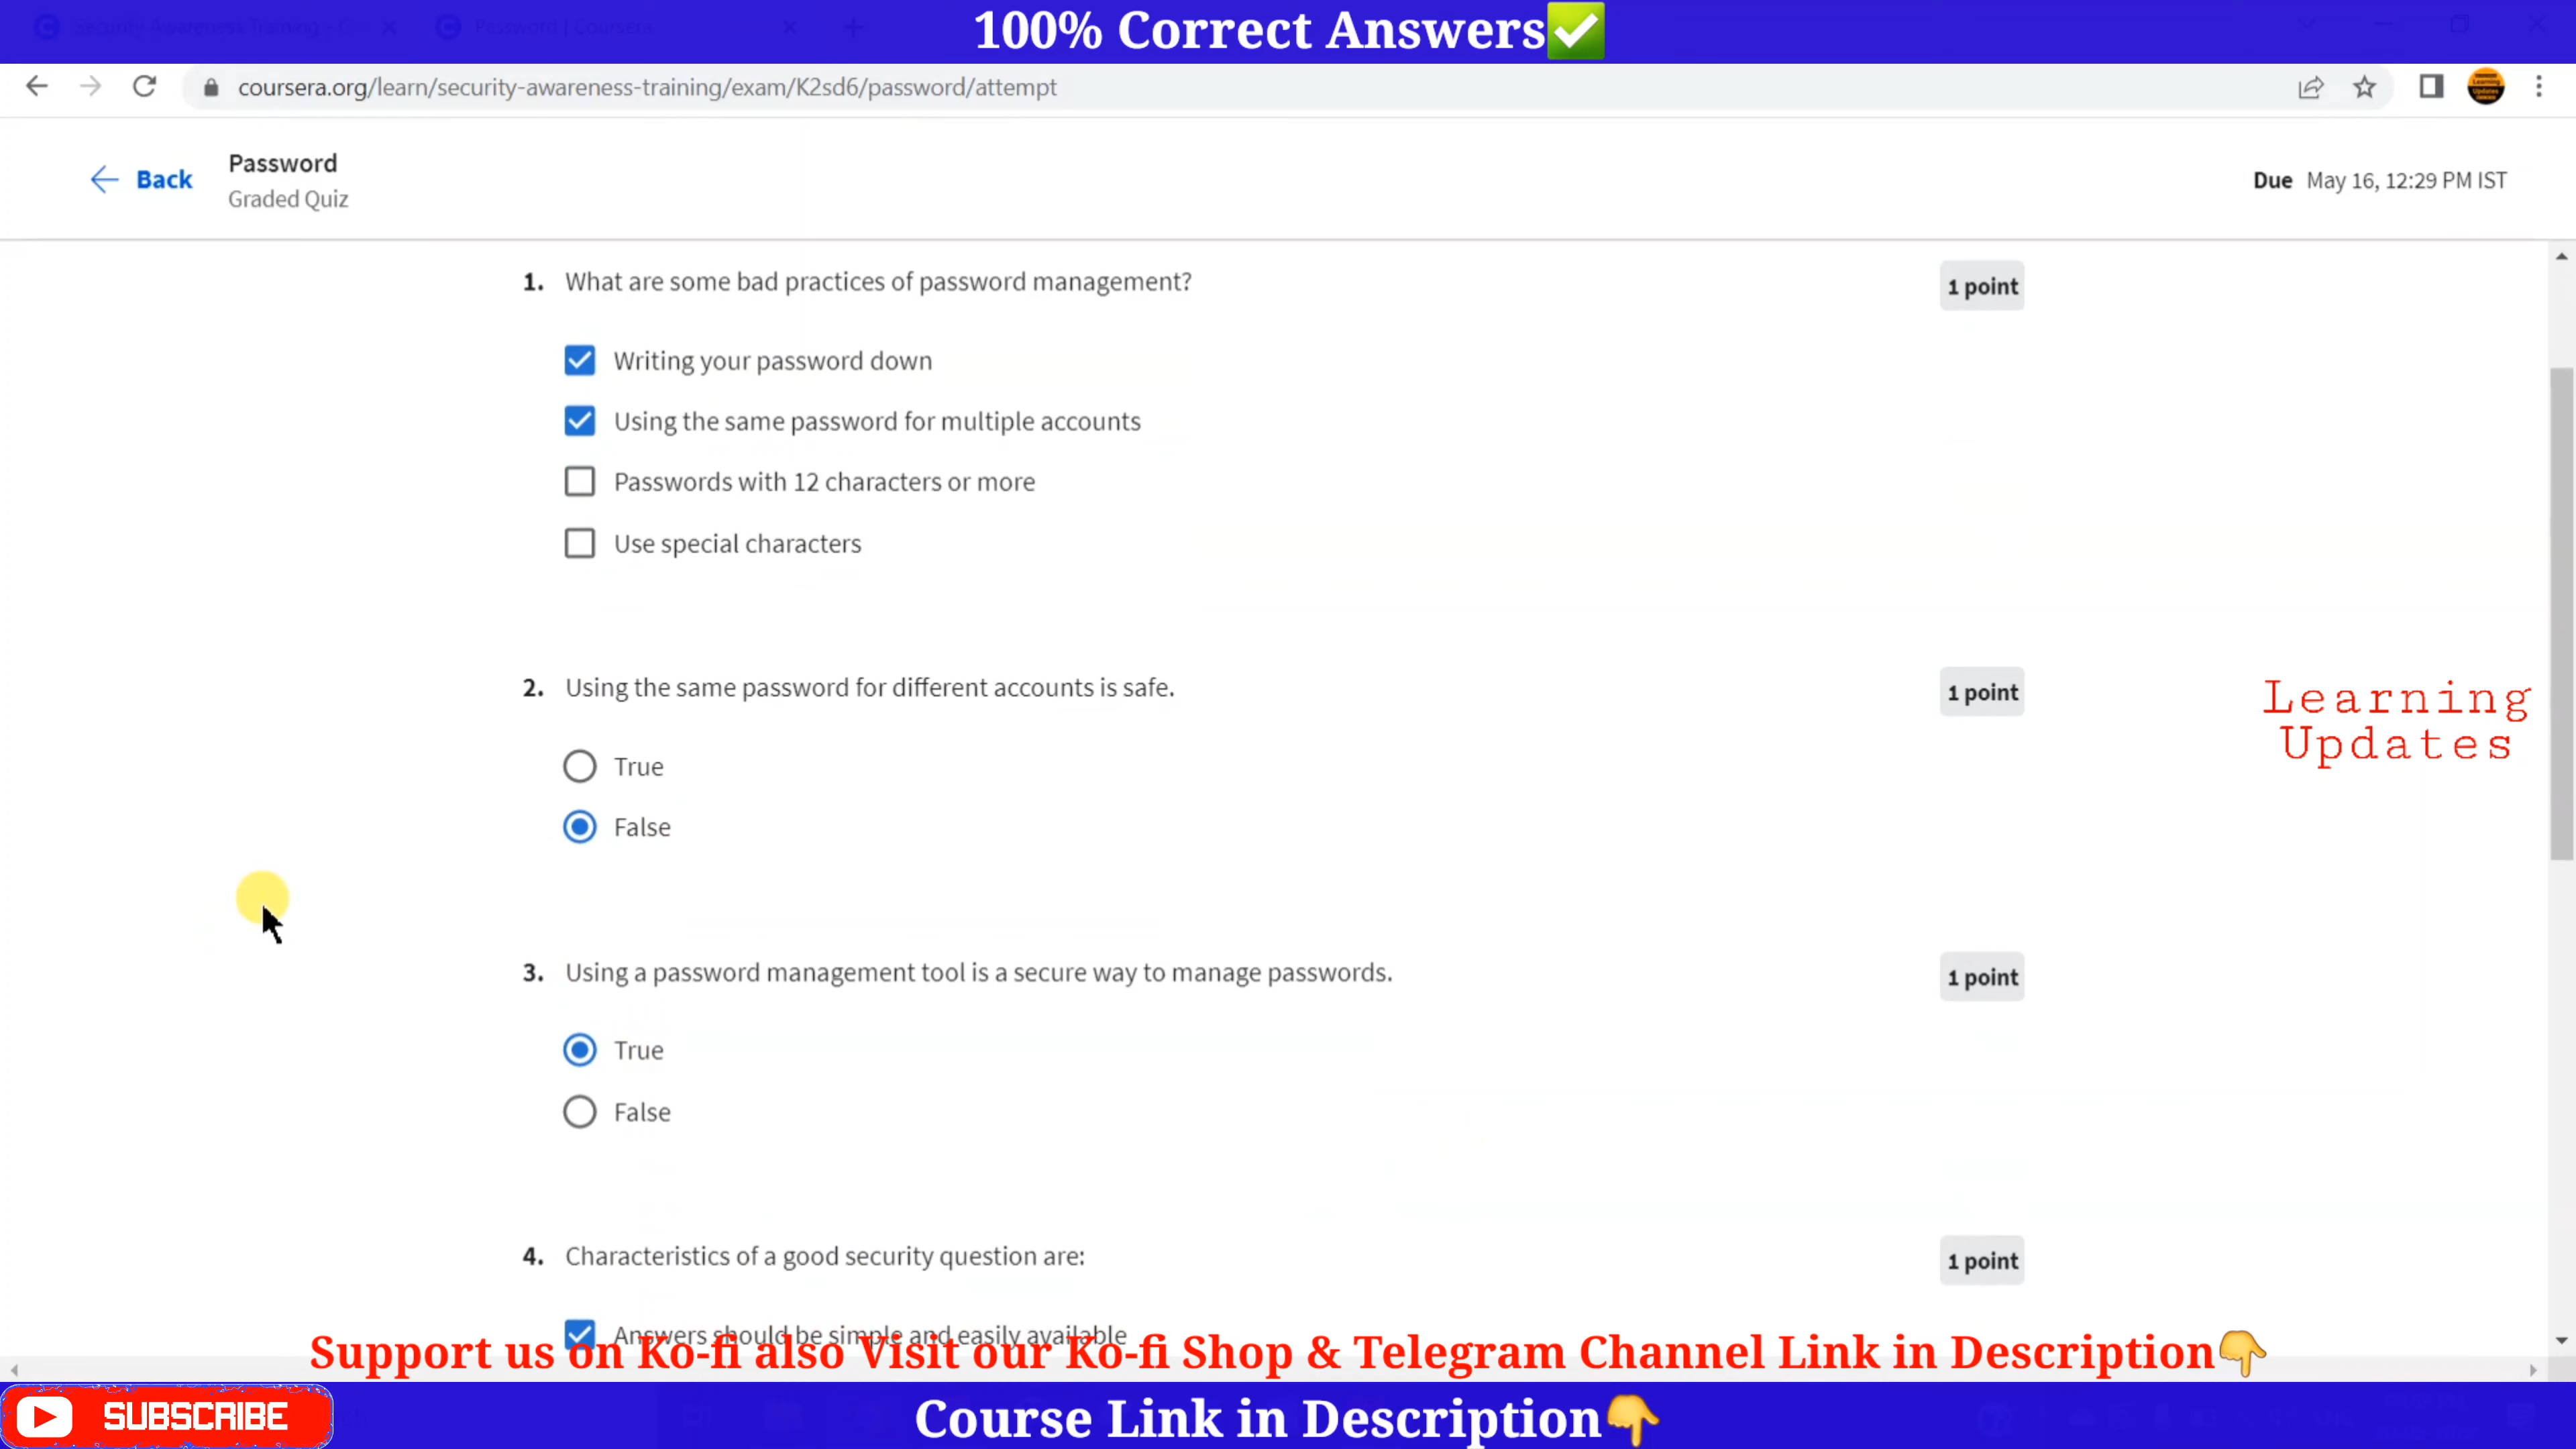 100% Correct Answers✅
Security Awareness Training
Password | Coursera
coursera.org/learn/security-awareness-training/exam/K2sd6/password/attempt
Back
Password
Graded Quiz
Due May 16, 12:29 PM IST
1. What are some bad practices of password management?
1 point
Writing your password down
Using the same password for multiple accounts
Passwords with 12 characters or more
Use special characters
2. Using the same password for different accounts is safe.
1 point
True
False
Learning
Updates
3. Using a password management tool is a secure way to manage passwords.
1 point
True
False
4. Characteristics of a good security question are:
1 point
Answers should be simple and easily available
Support us on Ko-fi also Visit our Ko-fi Shop & Telegram Channel Link in Description👇
SUBSCRIBE
Course Link in Description👇